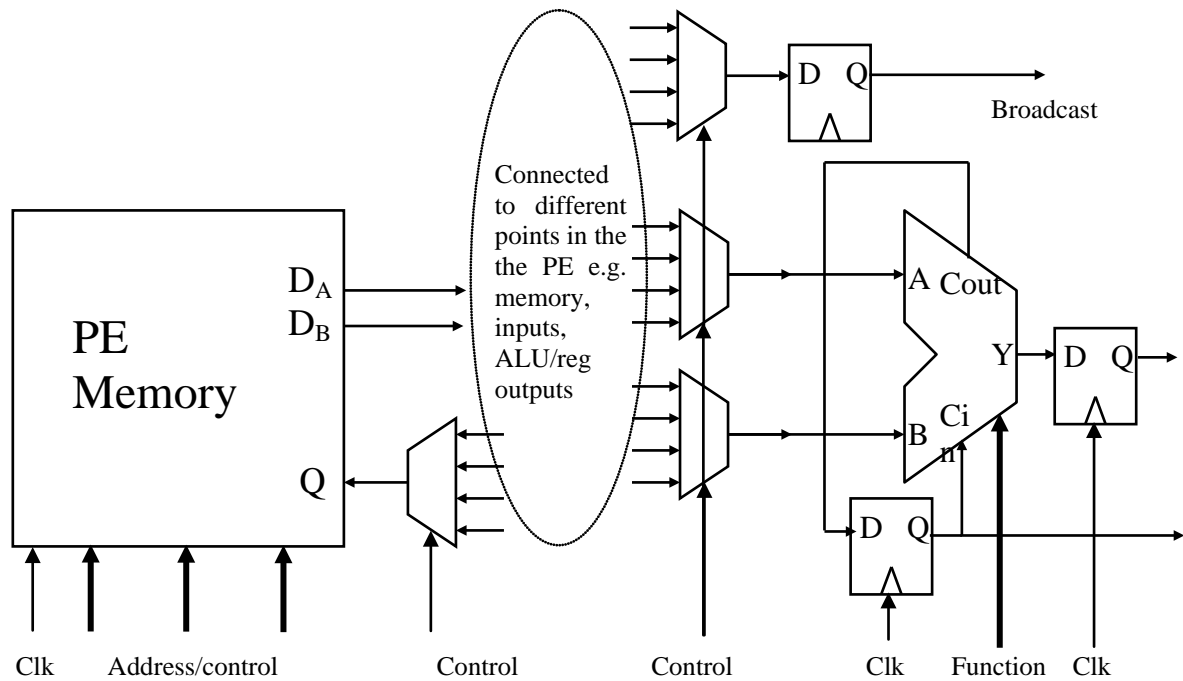 D Q
Broadcast
Connected
to different
points in the
the PE e.g.
memory,
inputs,
ALU/reg
outputs
PE
Memory
D_A
D_B
Q
A Cout
Y
B Ci
n
D Q
D Q
Clk Address/control Control Control Clk Function Clk